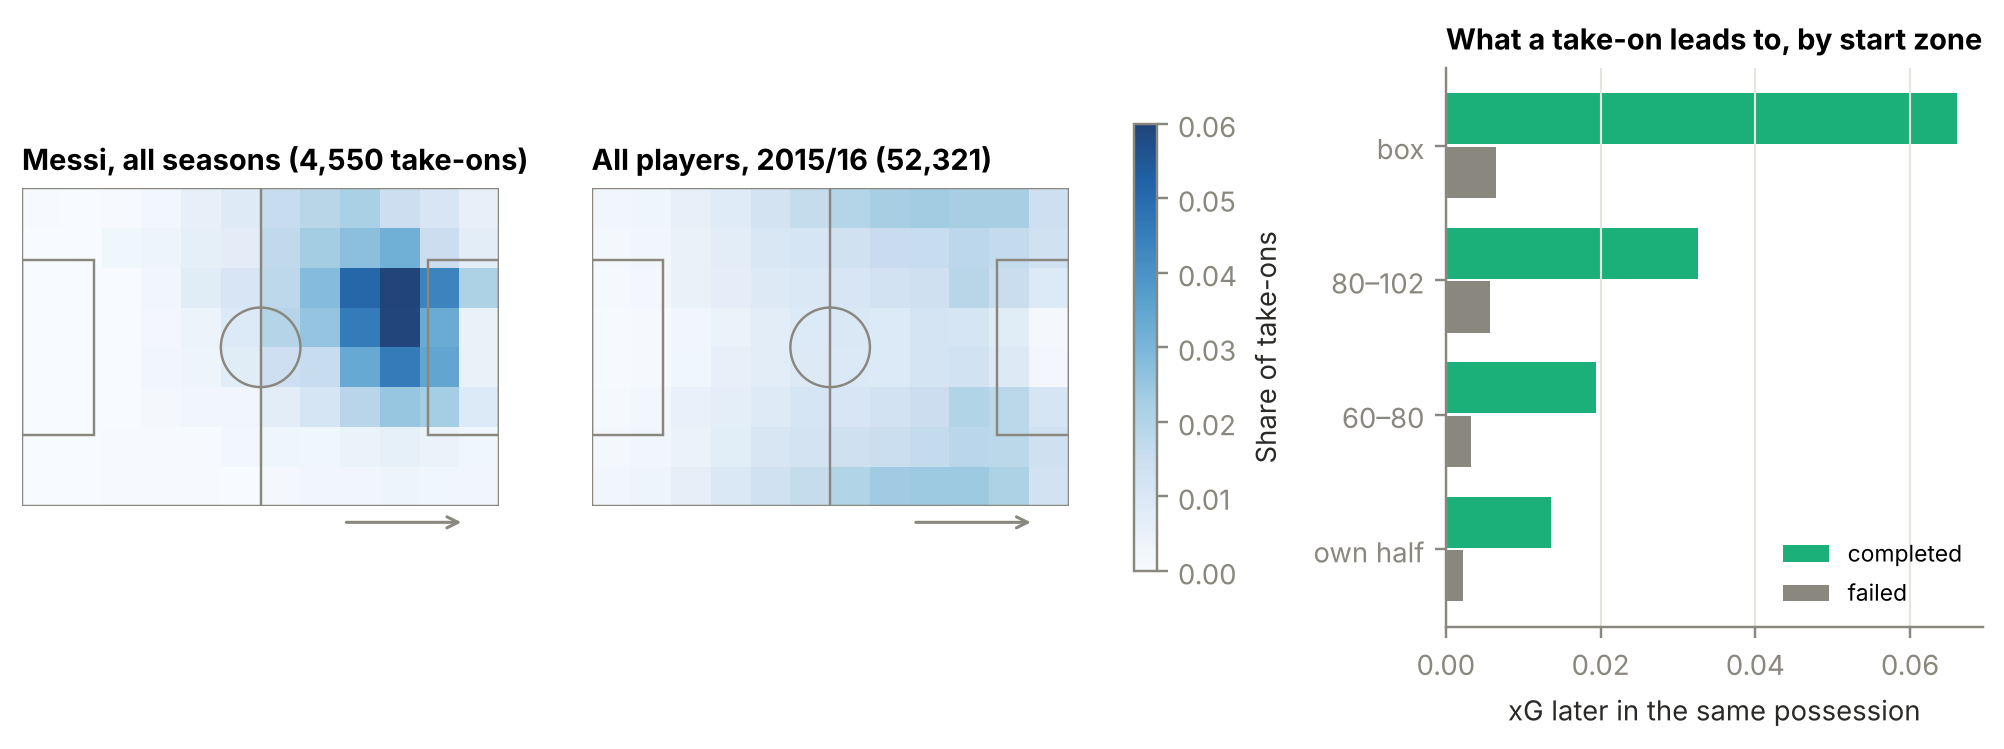 Messi, all seasons (4,550 take-ons)
All players, 2015/16 (52,321)
0.06
0.05
0.04
0.03
0.02
0.01
0.00
Share of take-ons
What a take-on leads to, by start zone
box
80–102
60–80
own half
completed
failed
0.00 0.02 0.04 0.06
xG later in the same possession